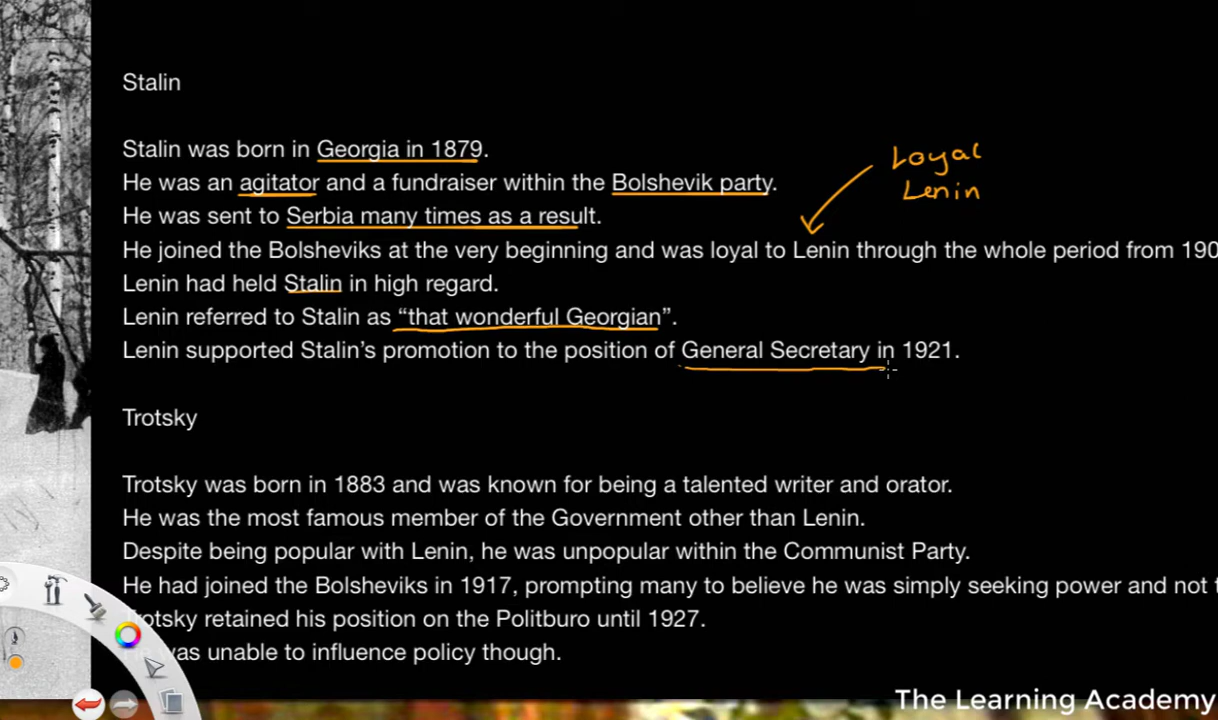 Stalin
Stalin was born in Georgia in 1879.
Loyal
He was an agitator and a fundraiser within the Bolshevik party.
Lenin
He was sent to Serbia many times as a result.
He joined the Bolsheviks at the very beginning and was loyal to Lenin through the whole period from 190
Lenin had held Stalin in high regard.
Lenin referred to Stalin as “that wonderful Georgian”.
Lenin supported Stalin’s promotion to the position of General Secretary in 1921.
Trotsky
Trotsky was born in 1883 and was known for being a talented writer and orator.
He was the most famous member of the Government other than Lenin.
Despite being popular with Lenin, he was unpopular within the Communist Party.
He had joined the Bolsheviks in 1917, prompting many to believe he was simply seeking power and not
Trotsky retained his position on the Politburo until 1927.
was unable to influence policy though.
The Learning Academy